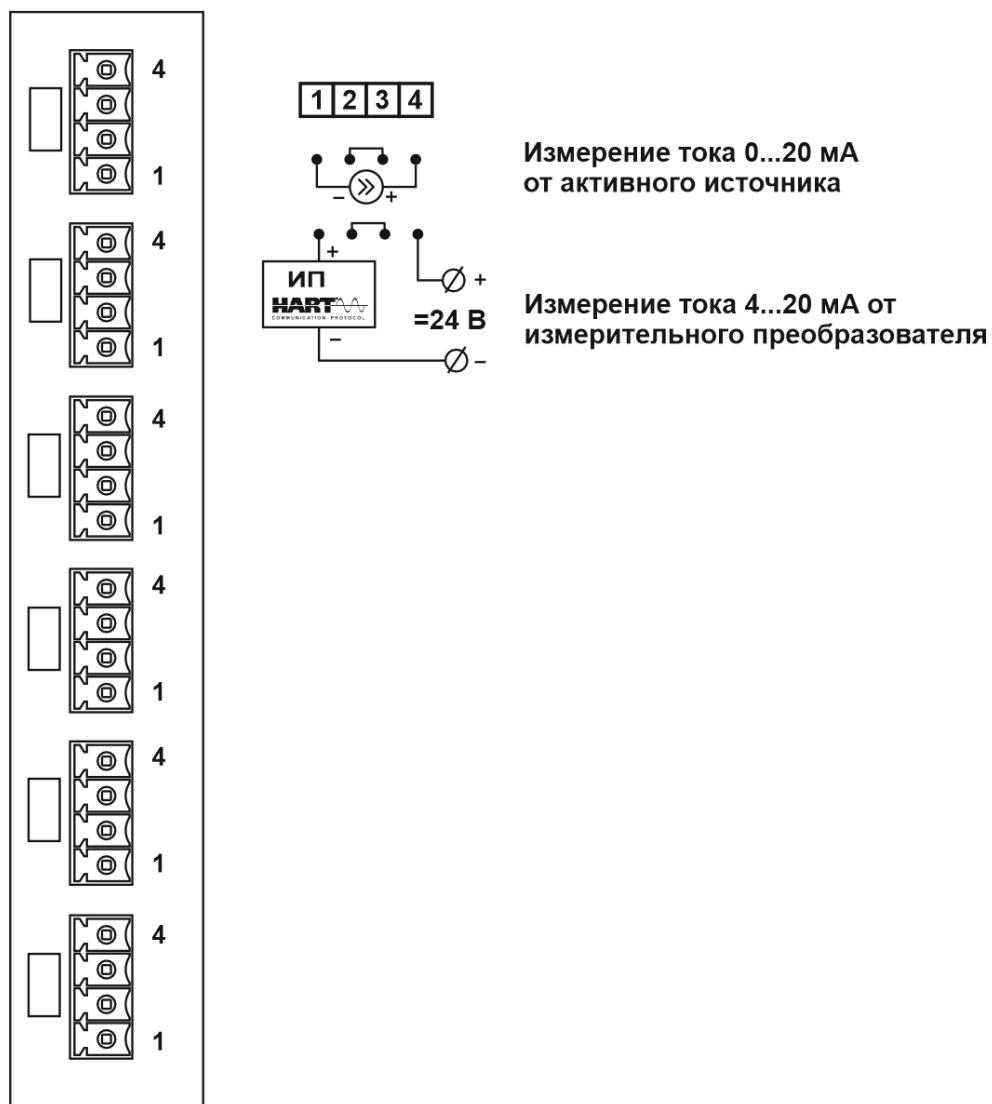 4
1
4
1
4
1
4
1
4
1
4
1
1 2 3 4
– +
Измерение тока 0...20 мА
от активного источника
+
ИП
HART
COMMUNICATION PROTOCOL
–
+
=24 В
–
Измерение тока 4...20 мА от
измерительного преобразователя